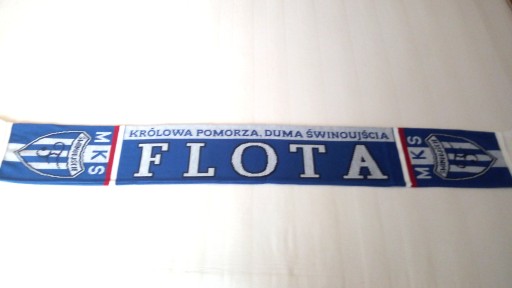 MKS
KRÓLOWA POMORZA, DUMA ŚWINOUJŚCIA
FLOTA
MKS